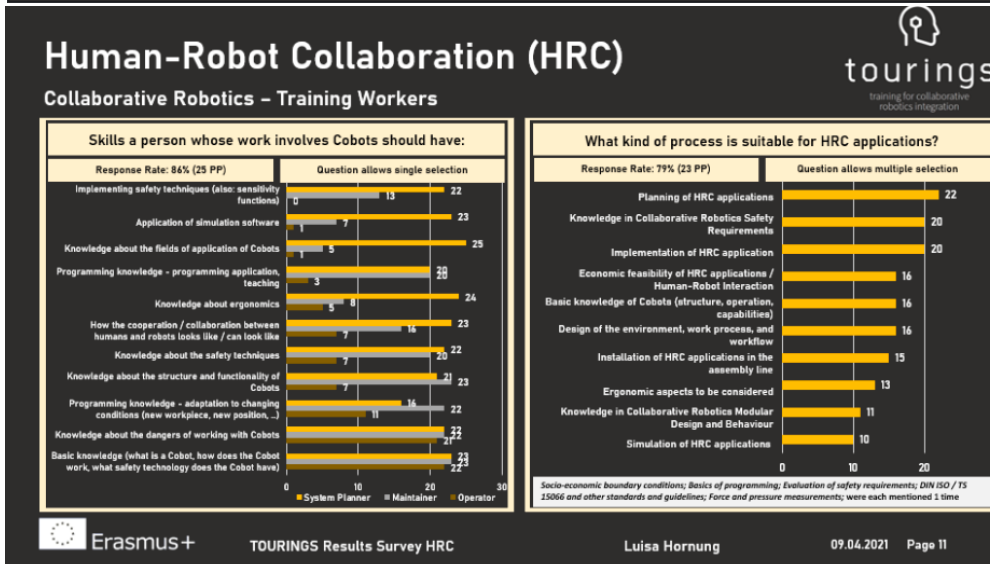 Human-Robot Collaboration (HRC)
Collaborative Robotics – Training Workers
tourings
training for collaborative
robotics integration
Skills a person whose work involves Cobots should have:
Response Rate: 86% (25 PP)
Question allows single selection
Implementing safety techniques (also: sensitivity
functions)
22
13
0
Application of simulation software
23
7
1
Knowledge about the fields of application of Cobots
25
5
1
Programming knowledge - programming application,
teaching
20
20
3
Knowledge about ergonomics
24
8
5
How the cooperation / collaboration between
humans and robots looks like / can look like
23
16
7
Knowledge about the safety techniques
22
20
7
Knowledge about the structure and functionality of
Cobots
21
23
7
Programming knowledge - adaptation to changing
conditions (new workpiece, new position, ..)
16
22
11
Knowledge about the dangers of working with Cobots
22
22
21
Basic knowledge (what is a Cobot, how does the Cobot
work, what safety technology does the Cobot have)
23
23
22
0 10 20 30
System Planner Maintainer Operator
What kind of process is suitable for HRC applications?
Response Rate: 79% (23 PP)
Question allows multiple selection
Planning of HRC applications
22
Knowledge in Collaborative Robotics Safety
Requirements
20
Implementation of HRC application
20
Economic feasibility of HRC applications /
Human-Robot Interaction
16
Basic knowledge of Cobots (structure, operation,
capabilities)
16
Design of the environment, work process, and
workflow
16
Installation of HRC applications in the
assembly line
15
Ergonomic aspects to be considered
13
Knowledge in Collaborative Robotics Modular
Design and Behaviour
11
Simulation of HRC applications
10
0 10 20
Socio-economic boundary conditions; Basics of programming; Evaluation of safety requirements; DIN ISO / TS
15066 and other standards and guidelines; Force and pressure measurements; were each mentioned 1 time
Erasmus+
TOURINGS Results Survey HRC
Luisa Hornung
09.04.2021
Page 11